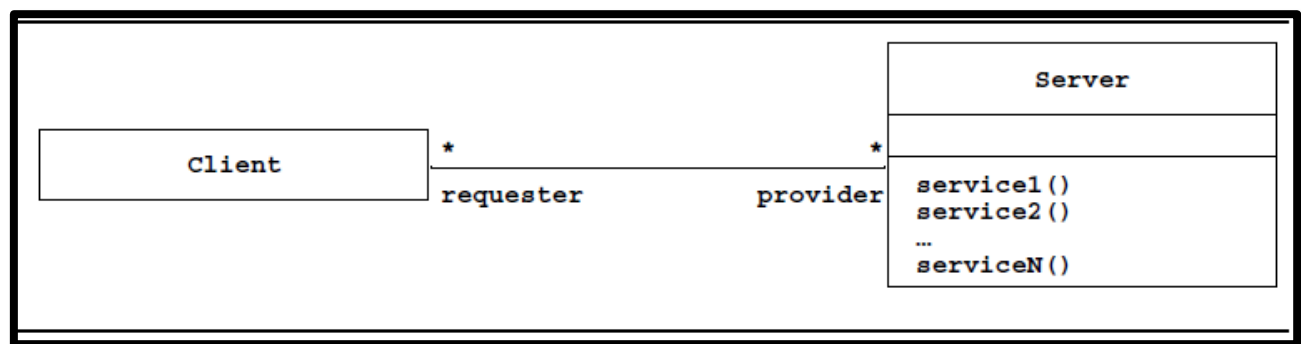 Server
Client
* *
requester provider
service1()
service2()
…
serviceN()